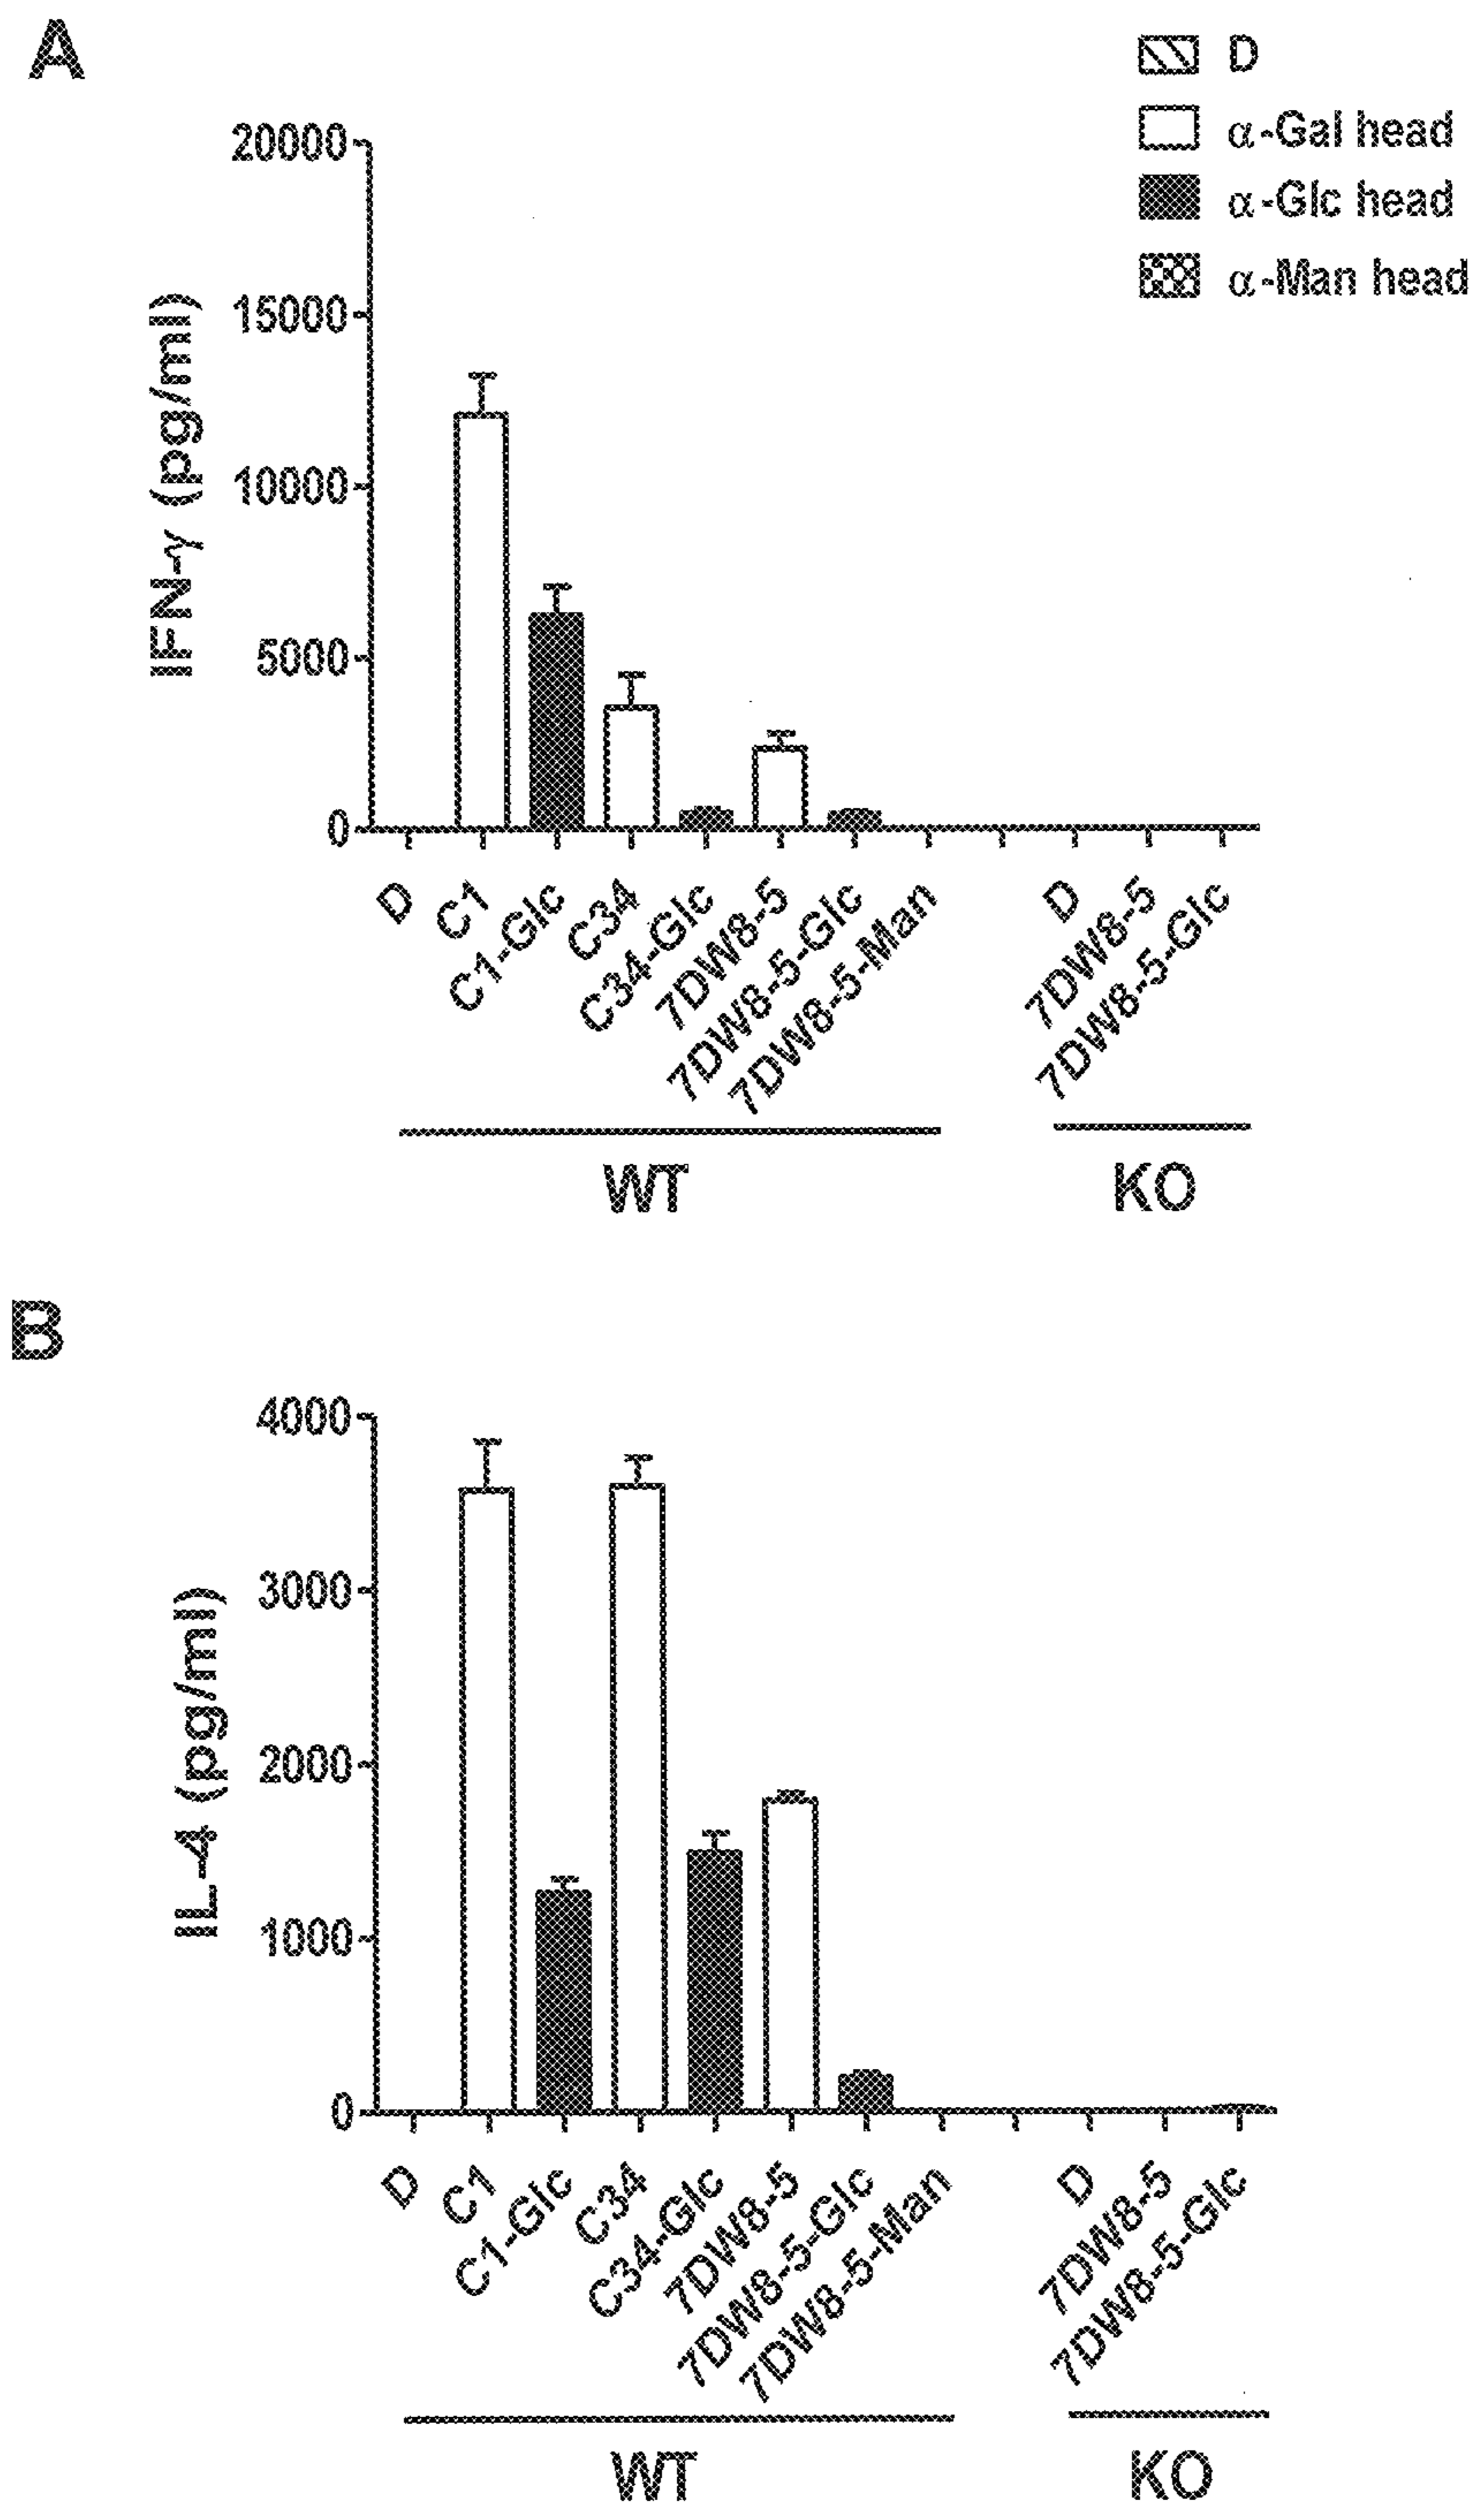 A
D
α-Gal head
α-Glc head
α-Man head
20000
15000
10000
5000
0
IFN-γ (pg/ml)
D
C1
C1-Glc
C34
C34-Glc
7DW8-5
7DW8-5-Glc
7DW8-5-Man
D
7DW8-5
7DW8-5-Glc
WT
KO
B
4000
3000
2000
1000
0
IL-4 (pg/ml)
D
C1
C1-Glc
C34
C34-Glc
7DW8-5
7DW8-5-Glc
7DW8-5-Man
D
7DW8-5
7DW8-5-Glc
WT
KO